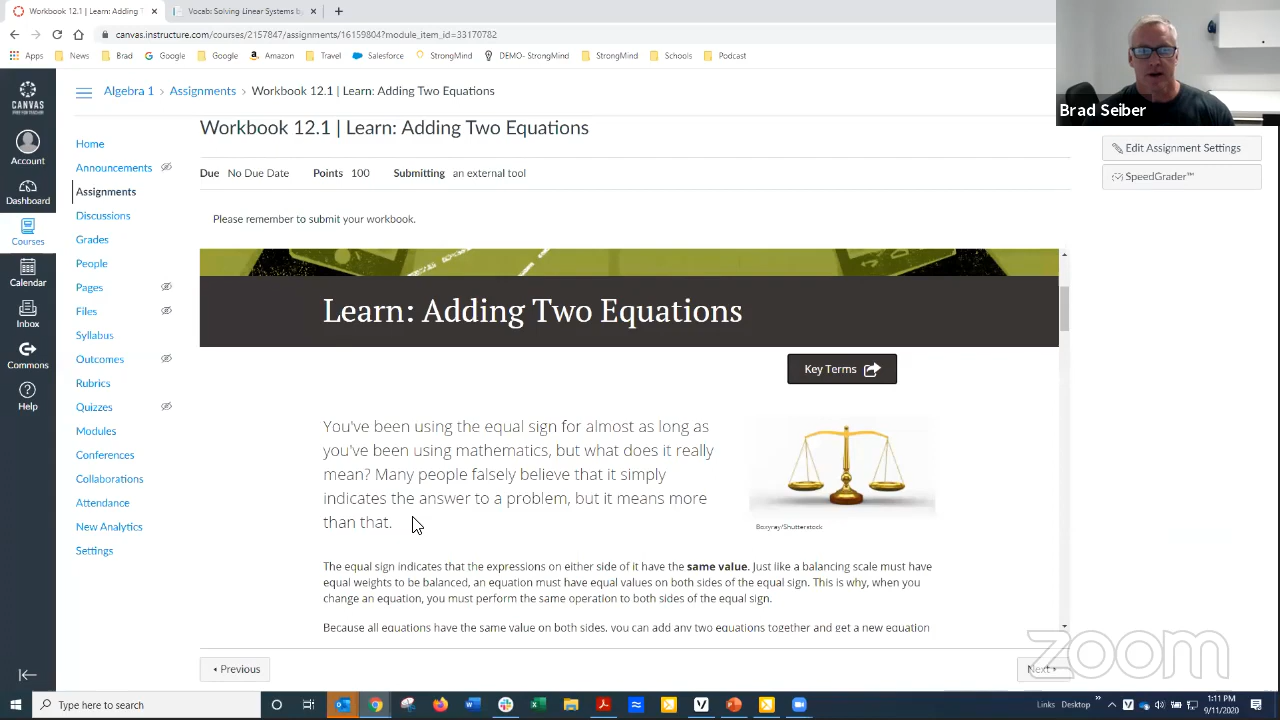 Workbook 12.1 | Learn: Adding T
Vocab: Solving Linear Systems b
canvas.instructure.com/courses/2157847/assignments/16159804?module_item_id=33170782
Apps News Brad Google Google Amazon Travel Salesforce StrongMind DEMO- StrongMind StrongMind Schools Podcast
Brad Seiber
CANVAS
Account
Dashboard
Courses
Calendar
Inbox
Commons
Help
Algebra 1 › Assignments › Workbook 12.1 | Learn: Adding Two Equations
Home
Announcements
Assignments
Discussions
Grades
People
Pages
Files
Syllabus
Outcomes
Rubrics
Quizzes
Modules
Conferences
Collaborations
Attendance
New Analytics
Settings
Workbook 12.1 | Learn: Adding Two Equations
Edit Assignment Settings
SpeedGrader™
Due No Due Date Points 100 Submitting an external tool
Please remember to submit your workbook.
Learn: Adding Two Equations
Key Terms
You've been using the equal sign for almost as long as
you've been using mathematics, but what does it really
mean? Many people falsely believe that it simply
indicates the answer to a problem, but it means more
than that.
Boxyray/Shutterstock
The equal sign indicates that the expressions on either side of it have the same value. Just like a balancing scale must have
equal weights to be balanced, an equation must have equal values on both sides of the equal sign. This is why, when you
change an equation, you must perform the same operation to both sides of the equal sign.
Because all equations have the same value on both sides, you can add any two equations together and get a new equation
Previous
Next
zoom
Type here to search
Links Desktop
1:11 PM
9/11/2020